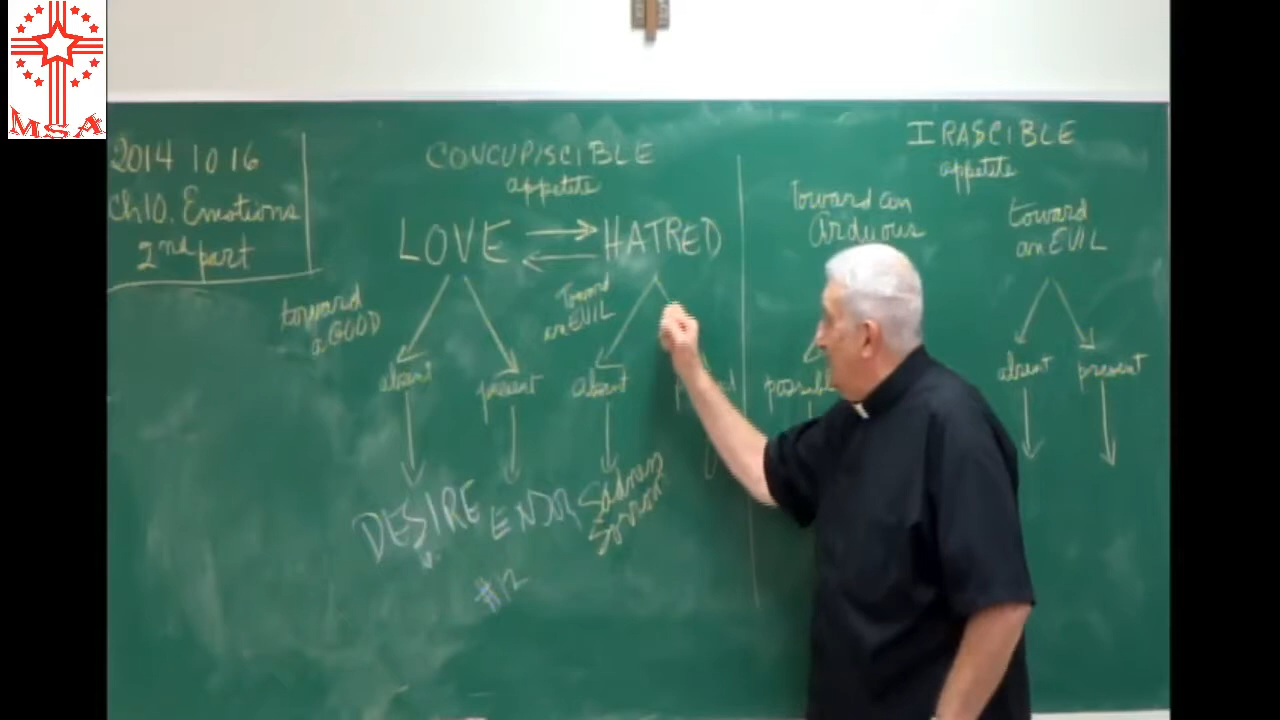 MSA
2014 10 16
Ch10. Emotions
2nd part
CONCUPISCIBLE
appetite
LOVE HATRED
toward
a GOOD
Toward
an EVIL
absent present absent
DESIRE ENJOY Sadness
Sorrow
#12
IRASCIBLE
appetite
Toward an
Arduous
toward
an EVIL
possible absent present